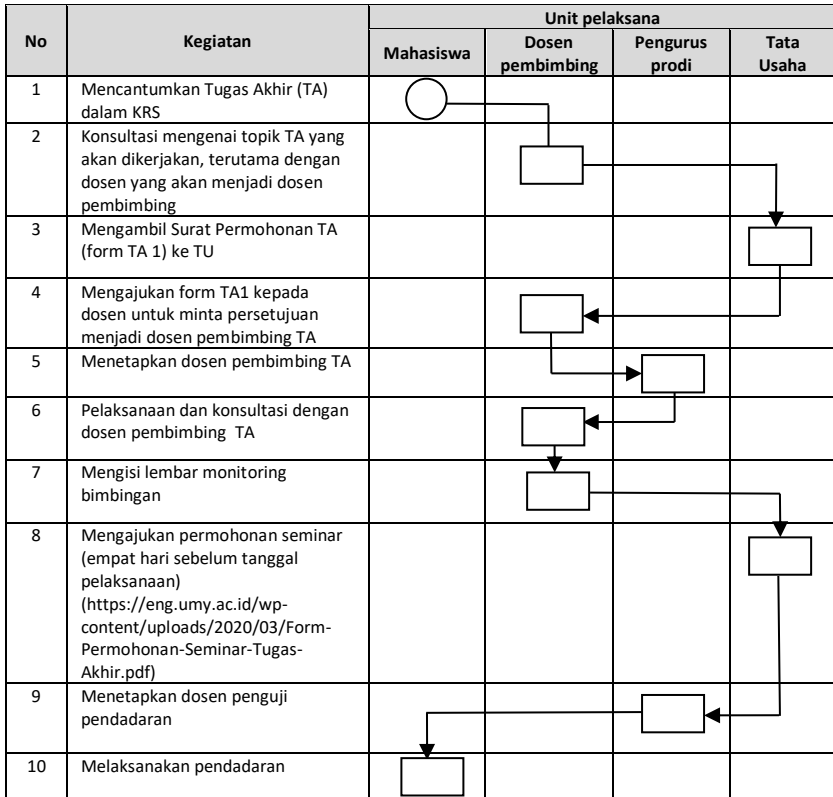 Unit pelaksana
No
Kegiatan
Mahasiswa
Dosen
pembimbing
Pengurus
prodi
Tata
Usaha
1
Mencantumkan Tugas Akhir (TA)
dalam KRS
2
Konsultasi mengenai topik TA yang
akan dikerjakan, terutama dengan
dosen yang akan menjadi dosen
pembimbing
3
Mengambil Surat Permohonan TA
(form TA 1) ke TU
4
Mengajukan form TA1 kepada
dosen untuk minta persetujuan
menjadi dosen pembimbing TA
5
Menetapkan dosen pembimbing TA
6
Pelaksanaan dan konsultasi dengan
dosen pembimbing TA
7
Mengisi lembar monitoring
bimbingan
8
Mengajukan permohonan seminar
(empat hari sebelum tanggal
pelaksanaan)
(https://eng.umy.ac.id/wp-
content/uploads/2020/03/Form-
Permohonan-Seminar-Tugas-
Akhir.pdf)
9
Menetapkan dosen penguji
pendadaran
10
Melaksanakan pendadaran